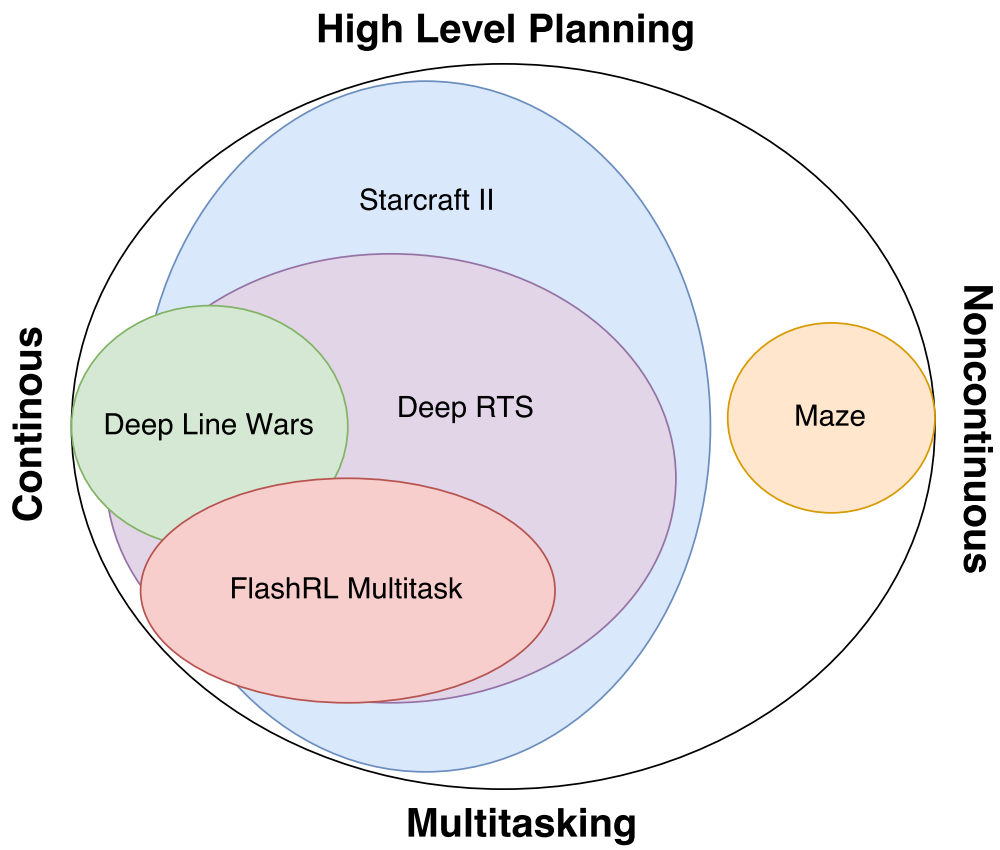 High Level Planning
Starcraft II
Continous
Noncontinuous
Deep RTS
Maze
Deep Line Wars
FlashRL Multitask
Multitasking